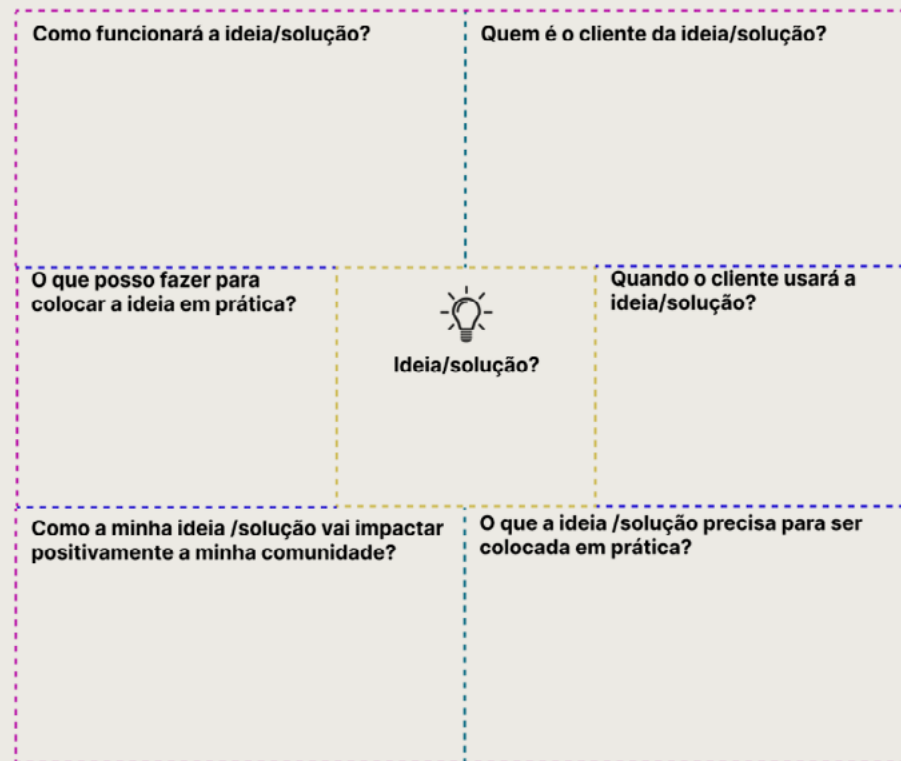 Como funcionará a ideia/solução?
Quem é o cliente da ideia/solução?
O que posso fazer para
colocar a ideia em prática?
Ideia/solução?
Quando o cliente usará a
ideia/solução?
Como a minha ideia /solução vai impactar
positivamente a minha comunidade?
O que a ideia /solução precisa para ser
colocada em prática?